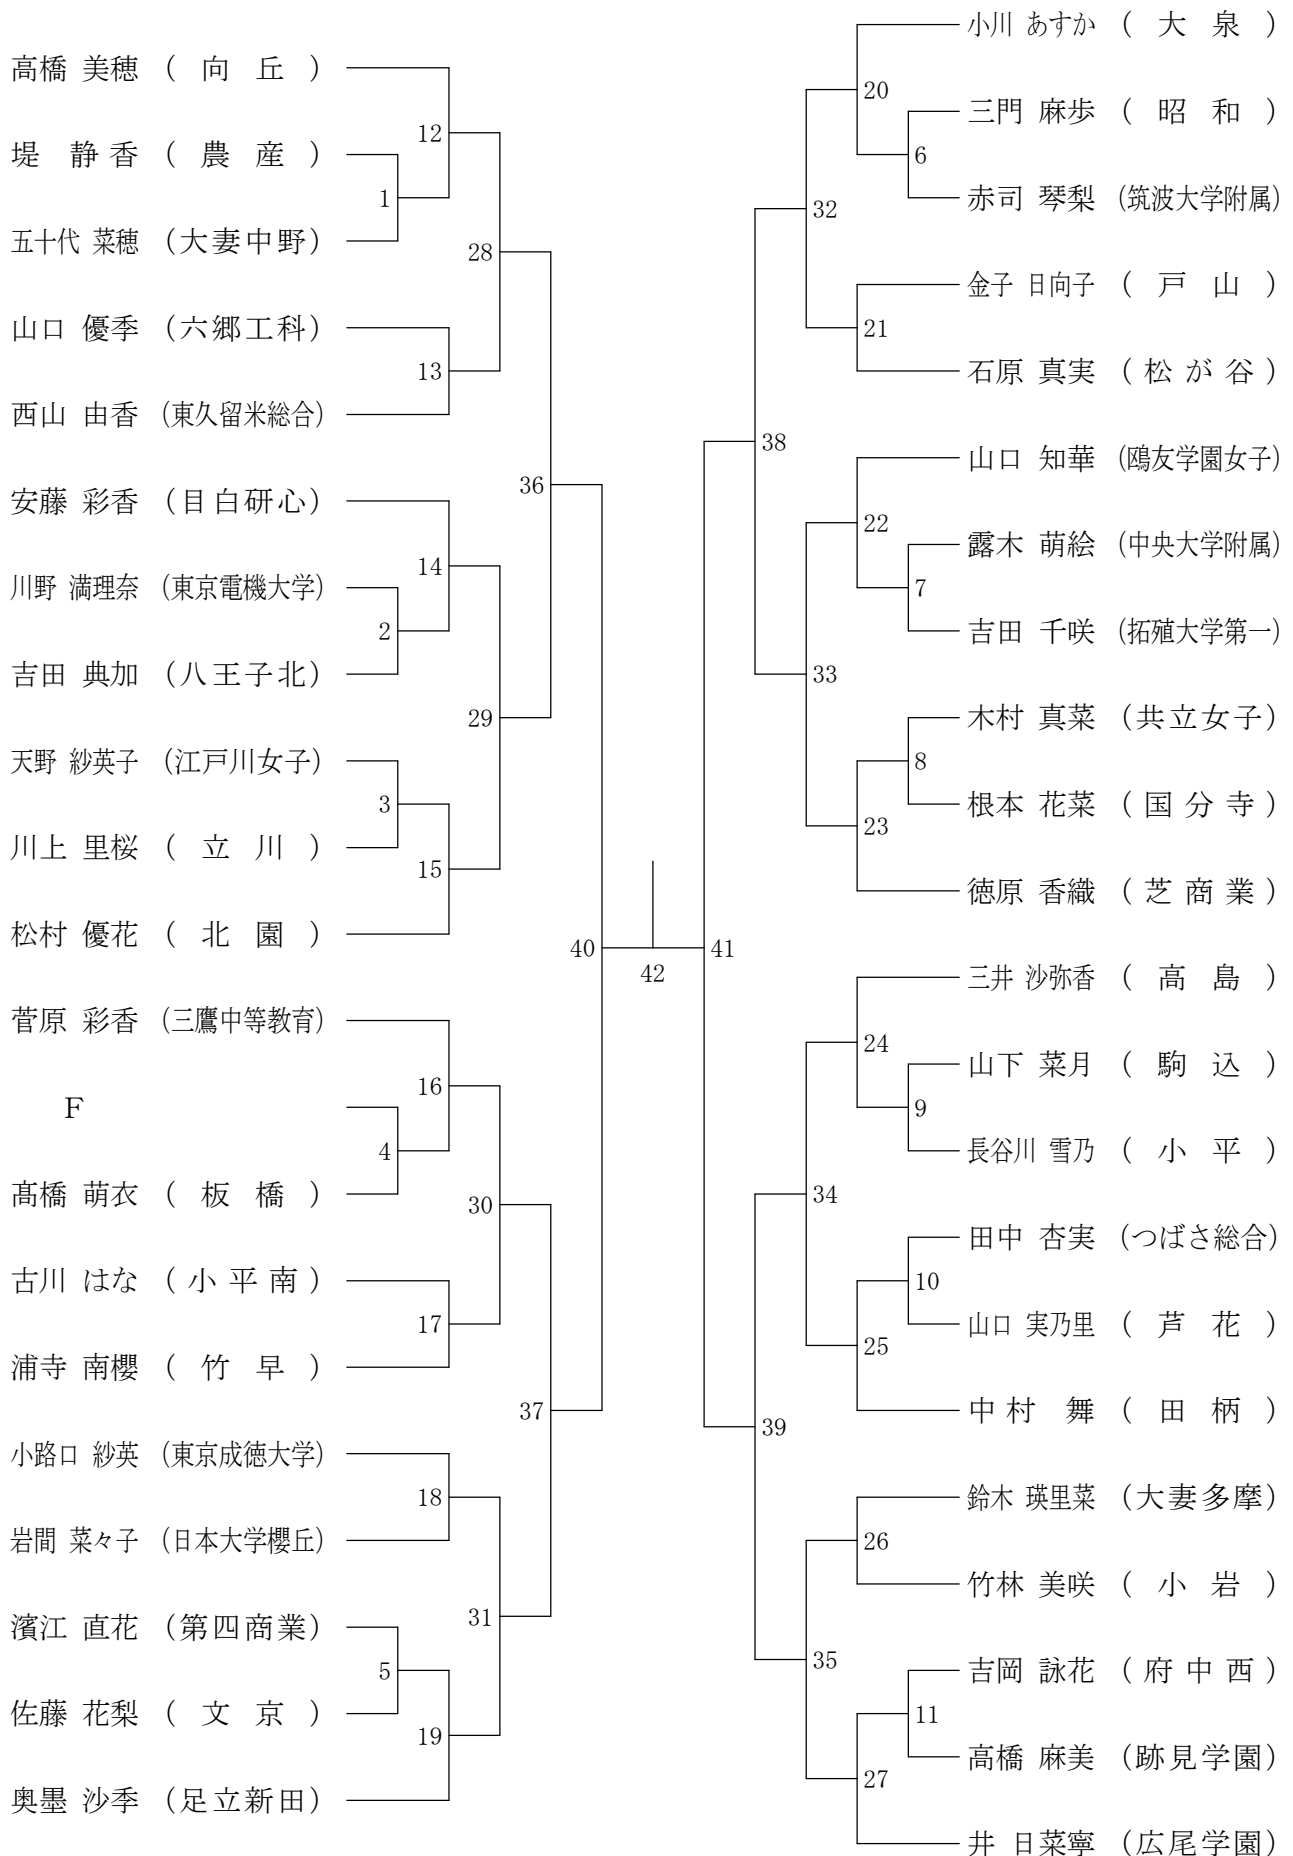 高橋 美穂 （ 向 丘 ）
12
堤 静香 （ 農 産 ）
1
五十代 菜穂 （大妻中野）
28
山口 優季 （六郷工科）
13
西山 由香 （東久留米総合）
36
安藤 彩香 （目白研心）
14
川野 満理奈 （東京電機大学）
2
吉田 典加 （八王子北）
29
天野 紗英子 （江戸川女子）
3
川上 里桜 （ 立 川 ）
15
松村 優花 （ 北 園 ）
40
菅原 彩香 （三鷹中等教育）
16
F
4
髙橋 萌衣 （ 板 橋 ）
30
古川 はな （ 小 平 南 ）
17
浦寺 南櫻 （ 竹 早 ）
37
小路口 紗英 （東京成徳大学）
18
岩間 菜々子 （日本大学櫻丘）
31
濱江 直花 （第四商業）
5
佐藤 花梨 （ 文 京 ）
19
奥墨 沙季 （足立新田）
42
小川 あすか （ 大 泉 ）
20
三門 麻歩 （ 昭 和 ）
6
赤司 琴梨 （筑波大学附属）
32
金子 日向子 （ 戸 山 ）
21
石原 真実 （ 松 が 谷 ）
38
山口 知華 （鴎友学園女子）
22
露木 萌絵 （中央大学附属）
7
吉田 千咲 （拓殖大学第一）
33
木村 真菜 （共立女子）
8
根本 花菜 （ 国 分 寺 ）
23
徳原 香織 （ 芝 商 業 ）
41
三井 沙弥香 （ 高 島 ）
24
山下 菜月 （ 駒 込 ）
9
長谷川 雪乃 （ 小 平 ）
34
田中 杏実 （つばさ総合）
10
山口 実乃里 （ 芦 花 ）
25
中村 舞 （ 田 柄 ）
39
鈴木 瑛里菜 （大妻多摩）
26
竹林 美咲 （ 小 岩 ）
35
吉岡 詠花 （ 府 中 西 ）
11
高橋 麻美 （跡見学園）
27
井 日菜寧 （広尾学園）